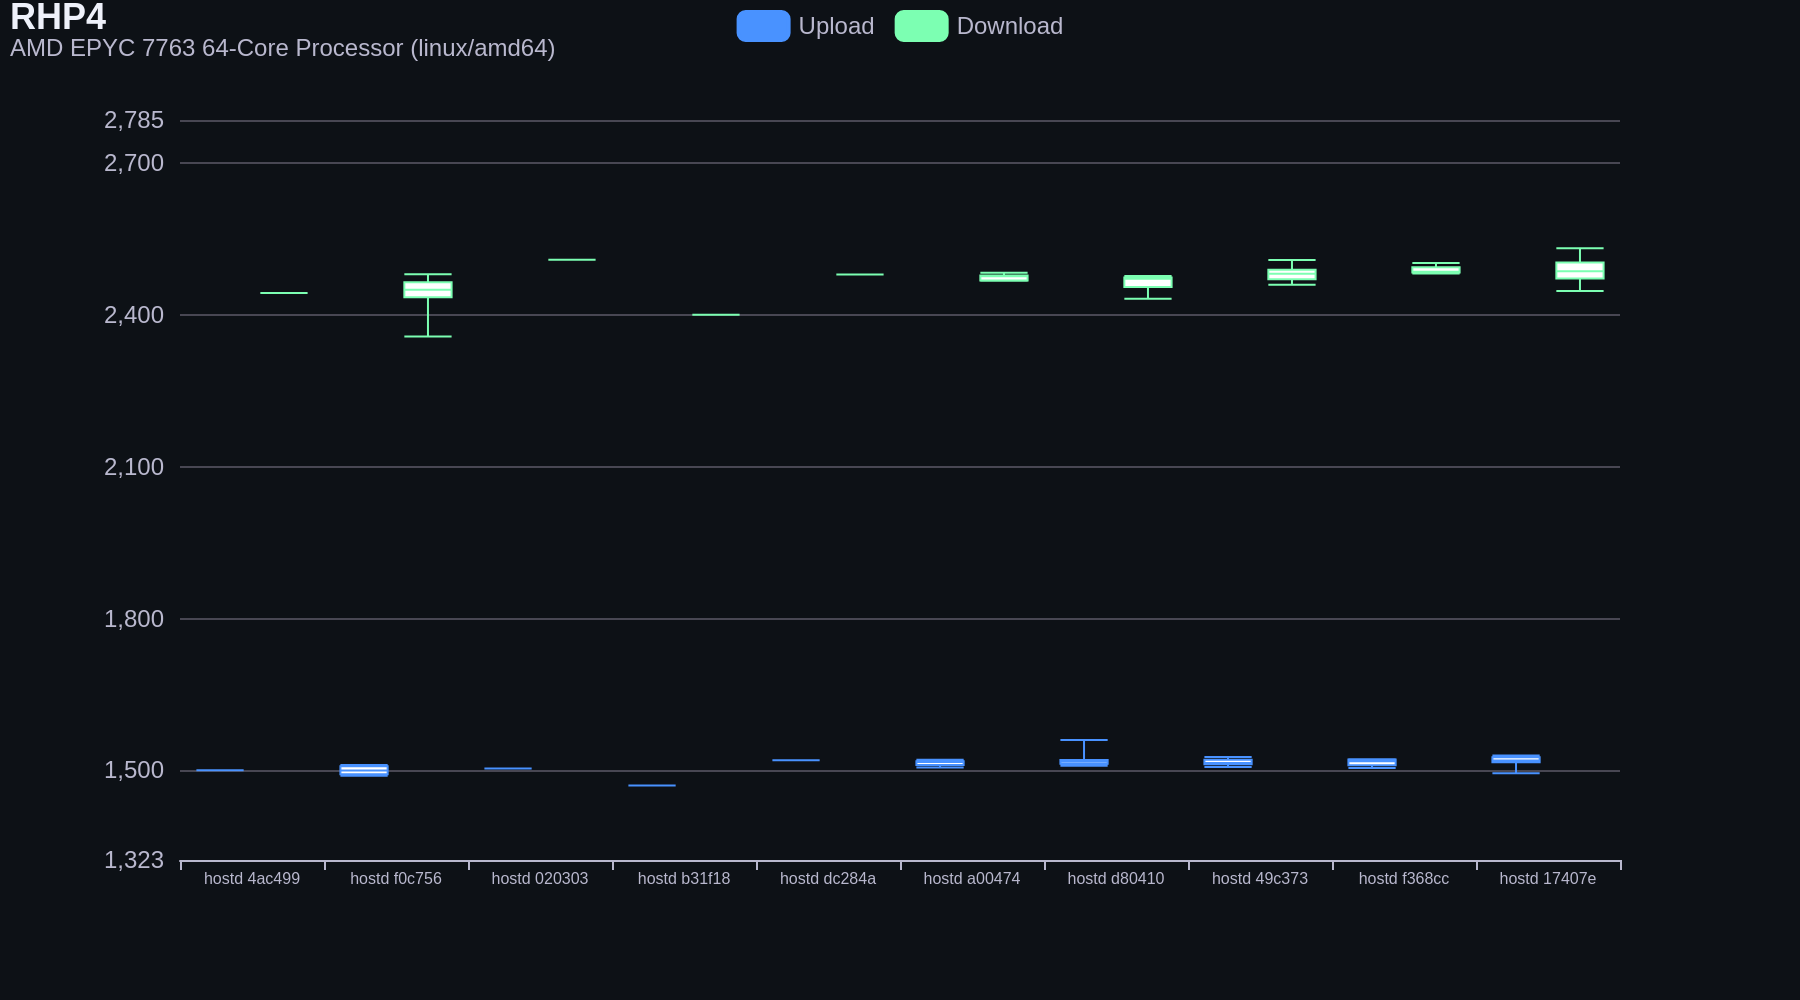 RHP4
AMD EPYC 7763 64-Core Processor (linux/amd64)
Upload Download
2,785
2,700
2,400
2,100
1,800
1,500
1,323
hostd 4ac499 hostd f0c756 hostd 020303 hostd b31f18 hostd dc284a hostd a00474 hostd d80410 hostd 49c373 hostd f368cc hostd 17407e